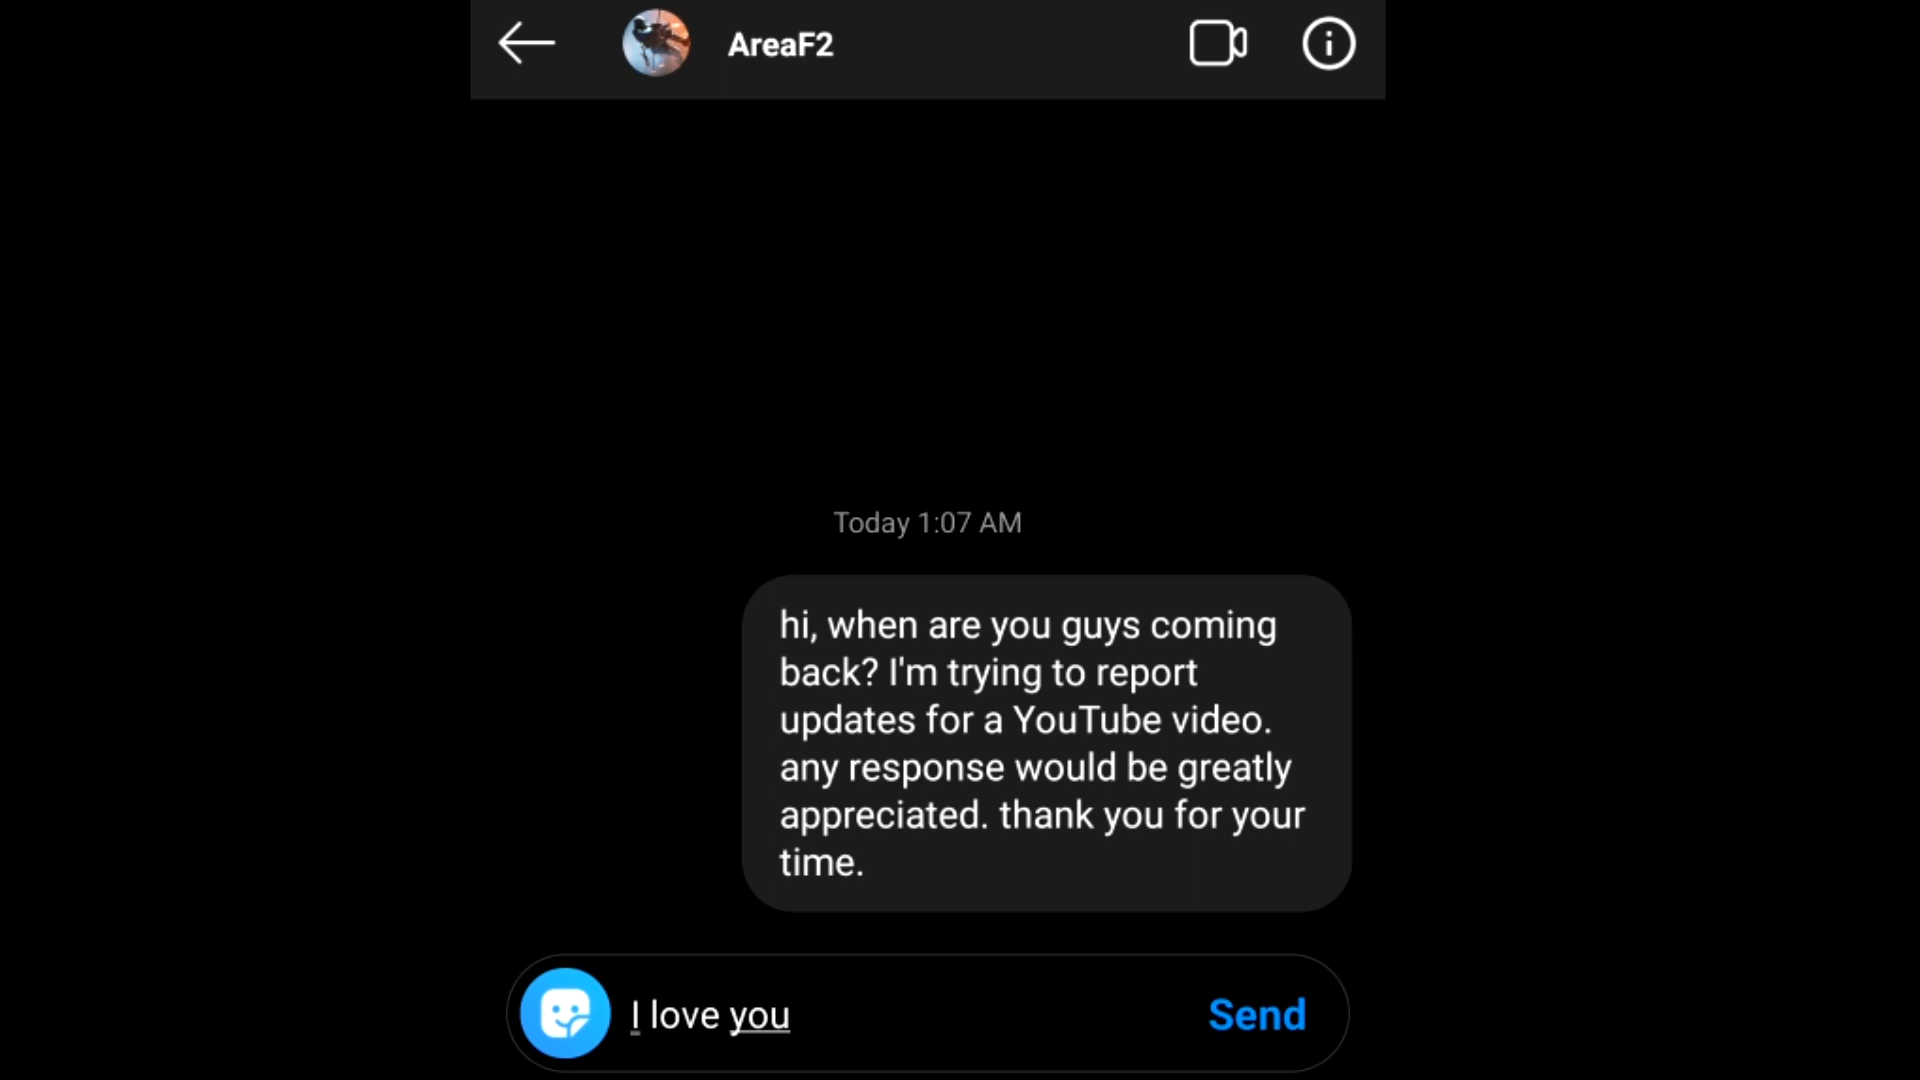 AreaF2
Today 1:07 AM
hi, when are you guys coming
back? I'm trying to report
updates for a YouTube video.
any response would be greatly
appreciated. thank you for your
time.
I love you
Send